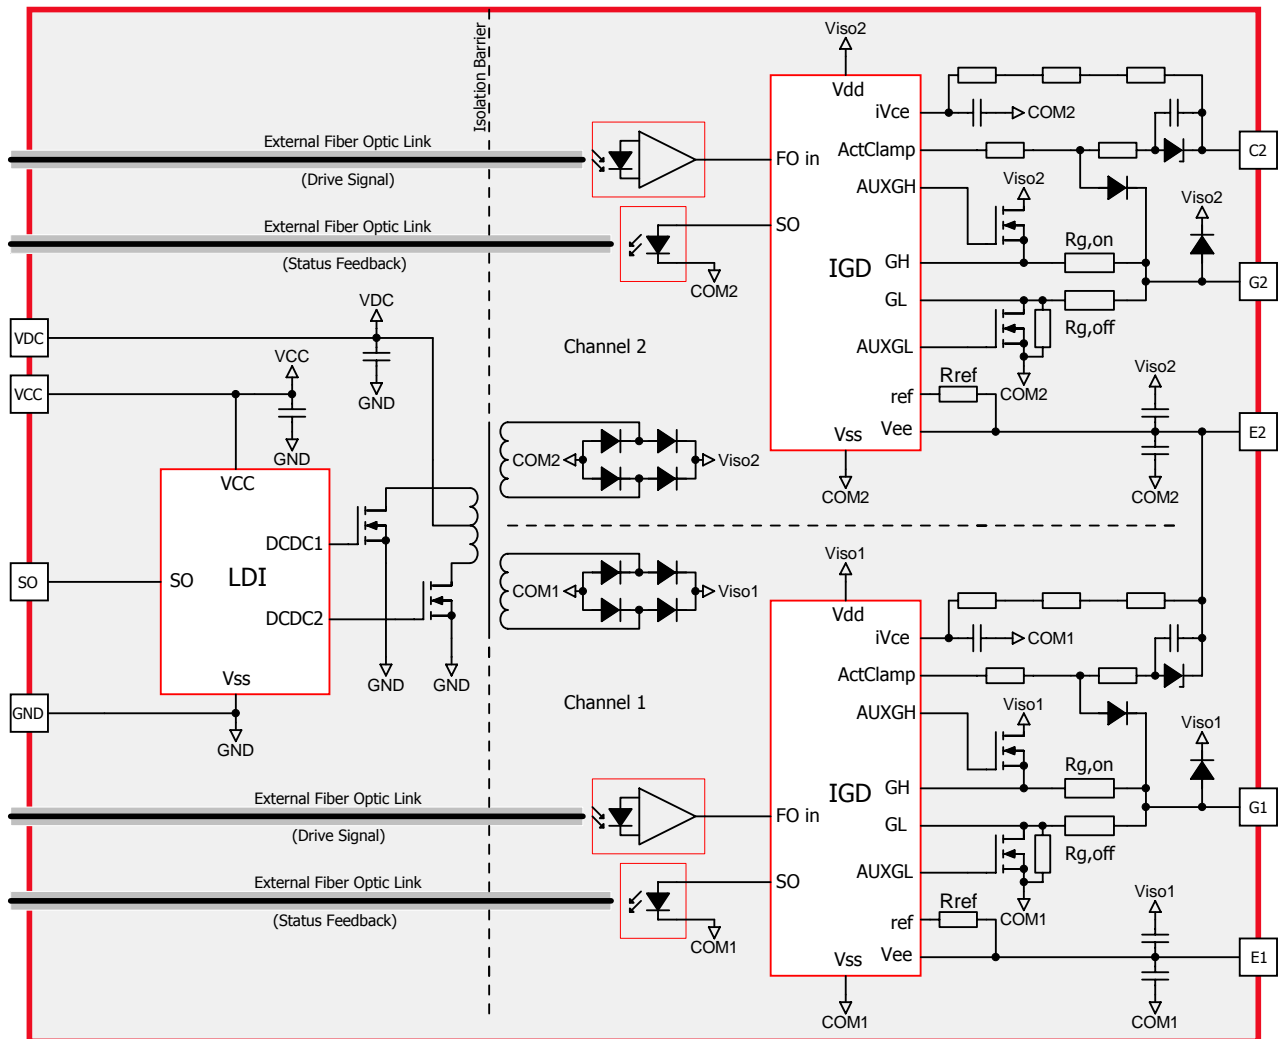 Viso2
Isolation Barrier
Vdd
iVce
COM2
External Fiber Optic Link
(Drive Signal)
FO in
ActClamp
C2
AUXGH
Viso2
Viso2
External Fiber Optic Link
(Status Feedback)
SO
COM2
IGD
GH
Rg,on
G2
GL
Rg,off
VDC
VDC
Channel 2
AUXGL
VCC
VCC
GND
GND
COM2
Rref
ref
Viso2
Vss
Vee
E2
COM2
Viso2
COM2
COM2
VCC
DCDC1
LDI
SO
SO
DCDC2
Vss
GND
GND
GND
GND
COM1
Viso1
Viso1
Vdd
iVce
COM1
ActClamp
Channel 1
AUXGH
Viso1
Viso1
External Fiber Optic Link
(Drive Signal)
FO in
IGD
GH
Rg,on
G1
GL
Rg,off
External Fiber Optic Link
(Status Feedback)
SO
COM1
AUXGL
COM1
Rref
ref
Viso1
Vss
Vee
E1
COM1
COM1